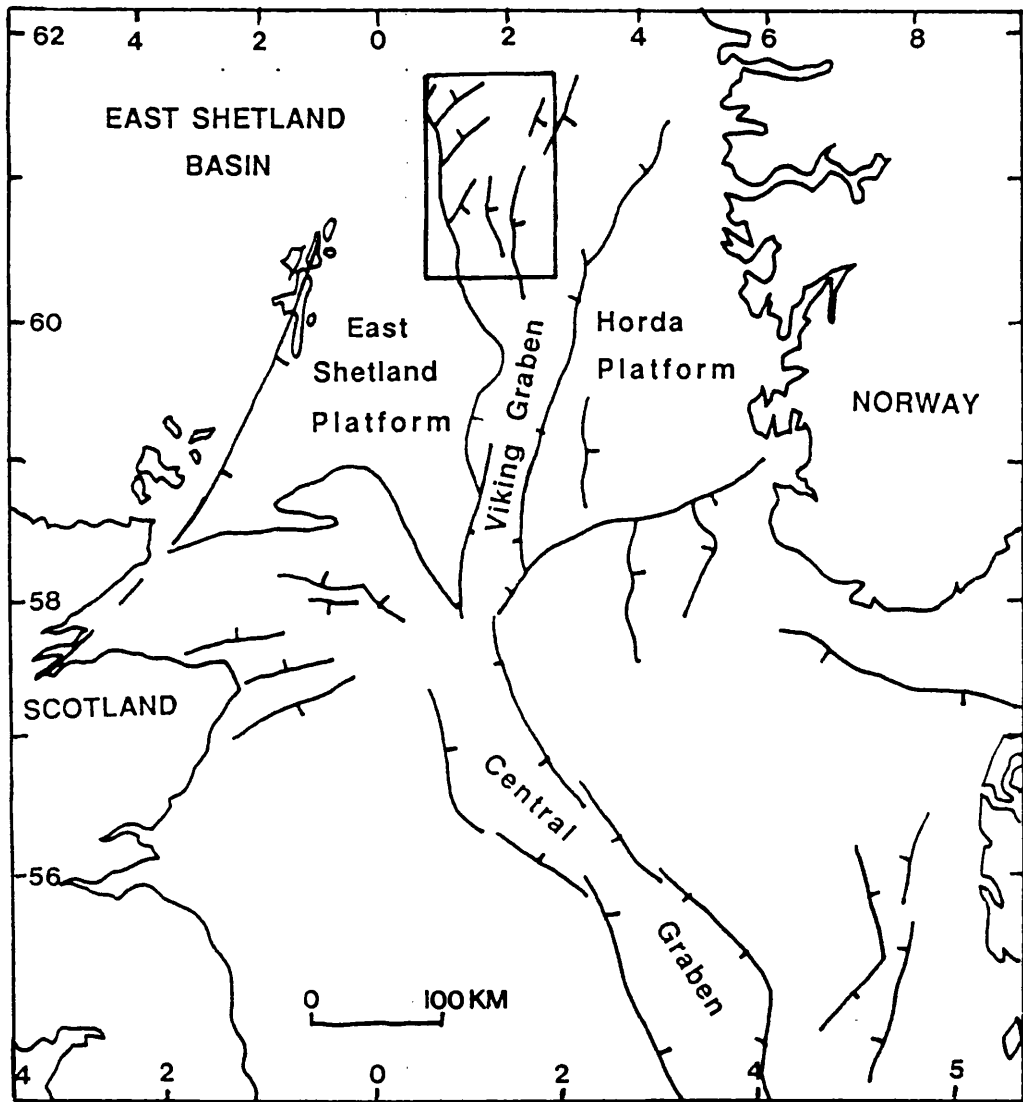 62 4 2 0 2 4 6 8
EAST SHETLAND
BASIN
60
East
Shetland
Platform
Viking Graben
Horda
Platform
NORWAY
58
SCOTLAND
Central
Graben
56
0 100 KM
4 2 0 2 4 5